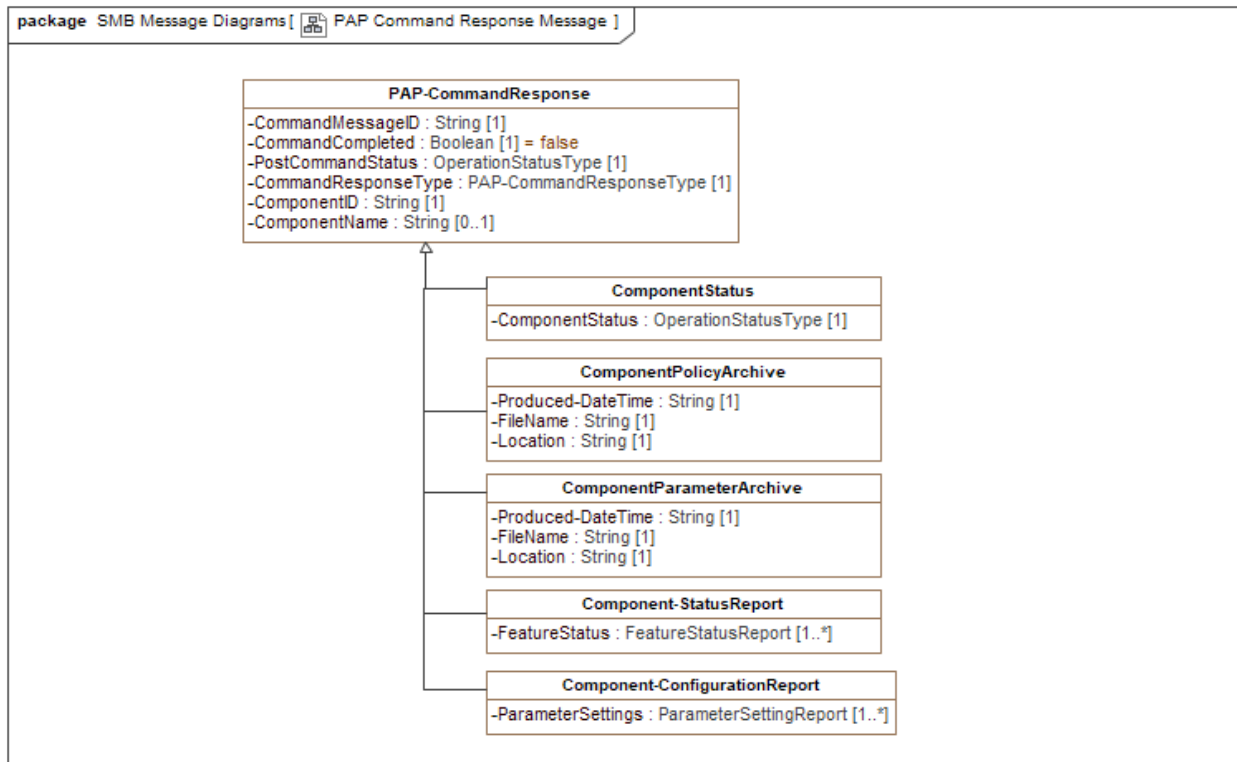 package SMB Message Diagrams [ PAP Command Response Message ]
PAP-CommandResponse
-CommandMessageID : String [1]
-CommandCompleted : Boolean [1] = false
-PostCommandStatus : OperationStatusType [1]
-CommandResponseType : PAP-CommandResponseType [1]
-ComponentID : String [1]
-ComponentName : String [0..1]
ComponentStatus
-ComponentStatus : OperationStatusType [1]
ComponentPolicyArchive
-Produced-DateTime : String [1]
-FileName : String [1]
-Location : String [1]
ComponentParameterArchive
-Produced-DateTime : String [1]
-FileName : String [1]
-Location : String [1]
Component-StatusReport
-FeatureStatus : FeatureStatusReport [1..*]
Component-ConfigurationReport
-ParameterSettings : ParameterSettingReport [1..*]